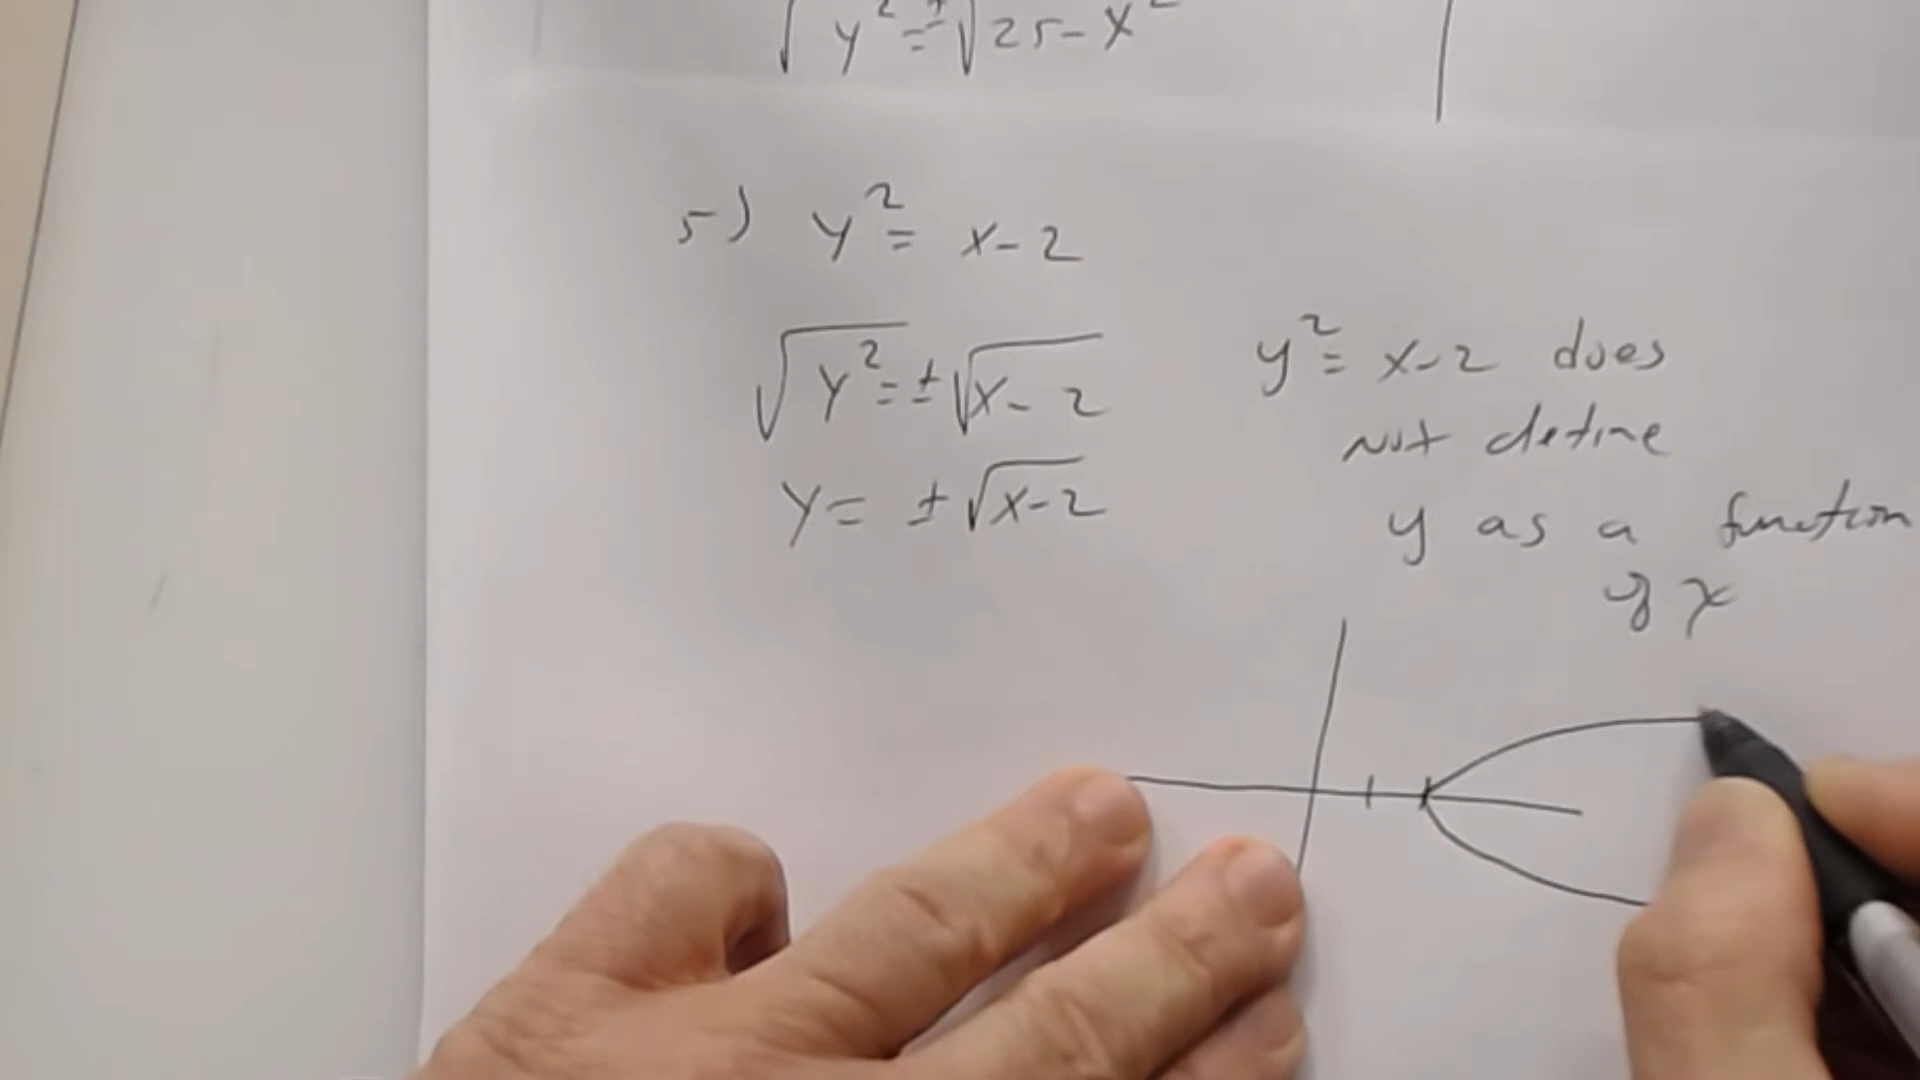 √y² = ±√25 - x²
5) y² = x - 2
√y² = ±√x - 2
y = ±√x-2
y² = x-2 does
not define
y as a function
of x